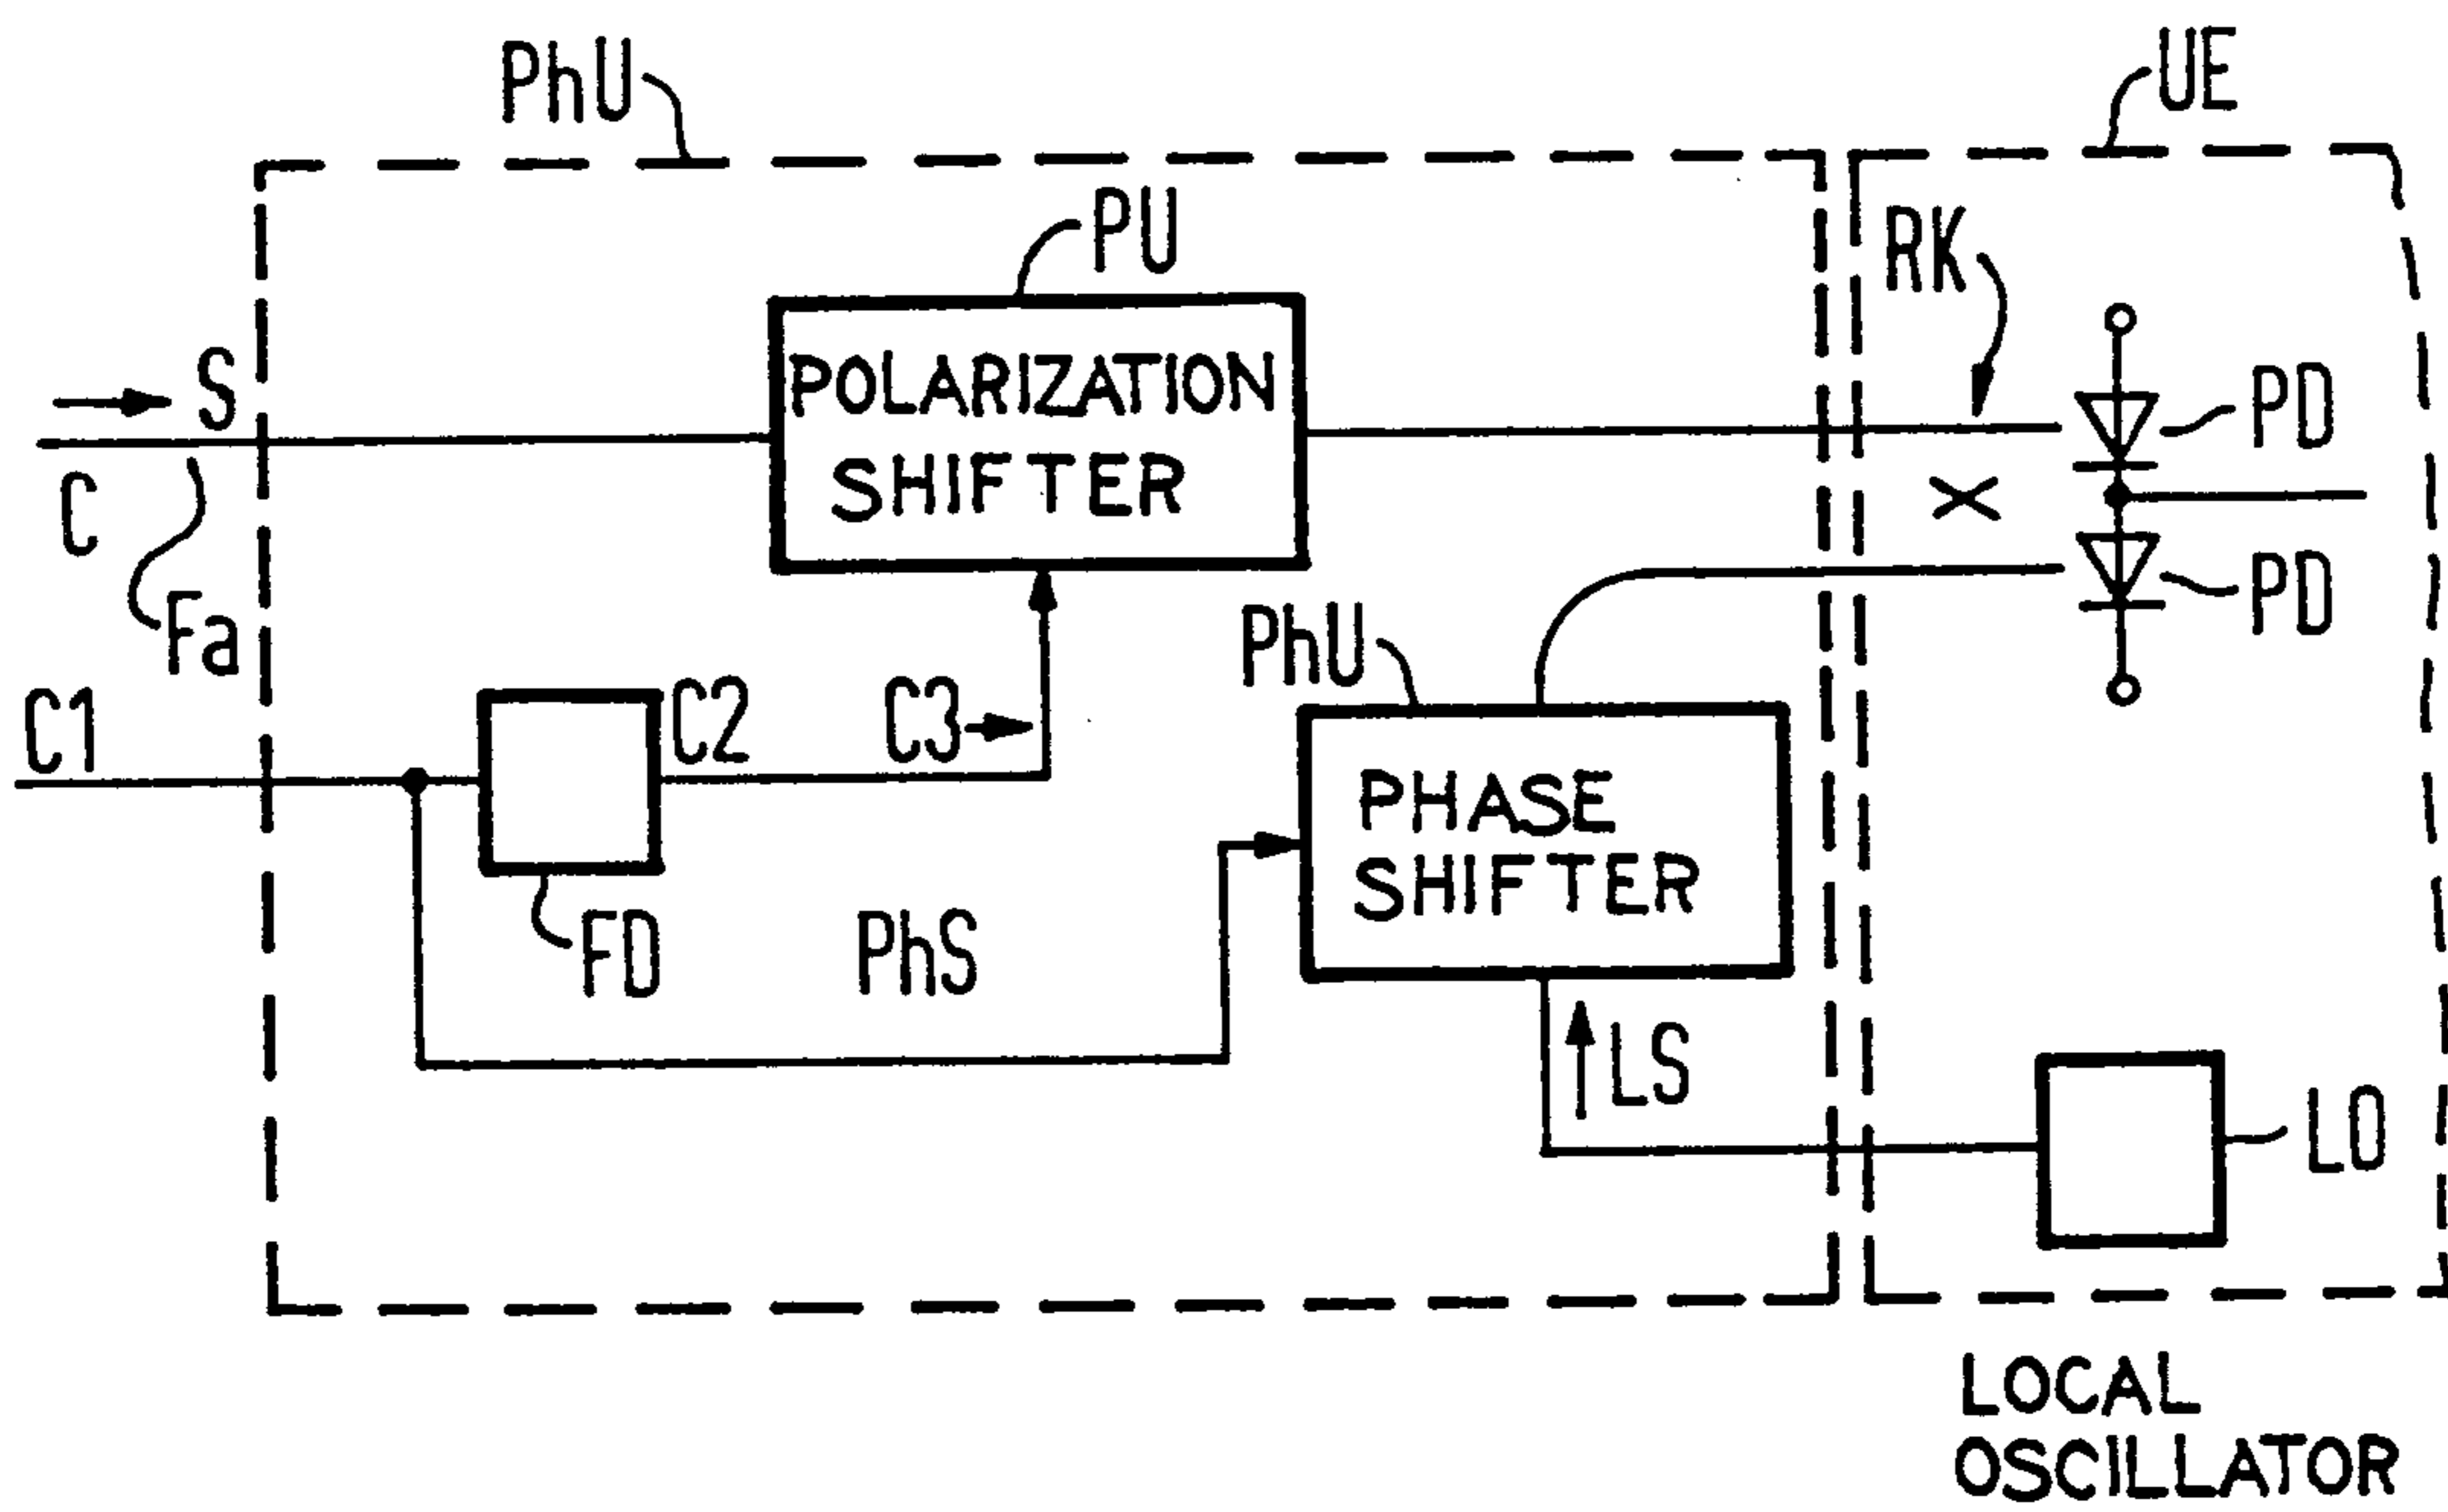 PhU
UE
PU
RK
S
POLARIZATION
SHIFTER
PD
C
Fa
PD
PhU
C1
C2
C3
PHASE
SHIFTER
FD
PhS
LS
LO
LOCAL
OSCILLATOR